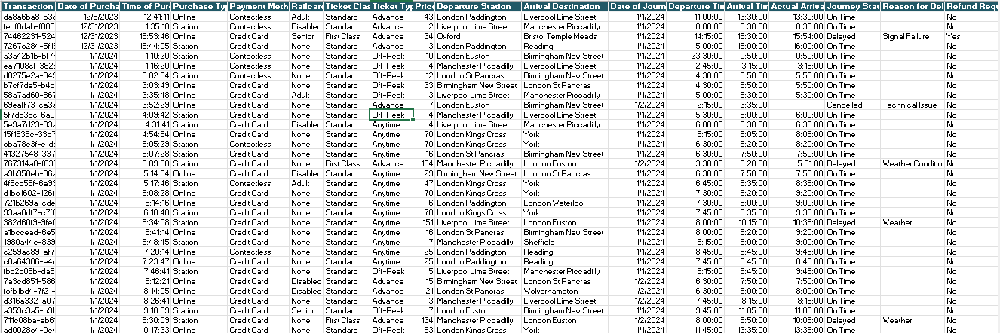 Transaction Date of Purcha Time of Pur Purchase Ty Payment Meth Railcar Ticket Clas Ticket Ty Price Departure Station Arrival Destination Date of Journ Departure Tim Arrival Tim Actual Arriva Journey Stat Reason for Del Refund Requ
da8a6ba8-b3c 12/8/2023 12:41:11 Online Contactless Adult Standard Advance 43 London Paddington Liverpool Lime Street 1/1/2024 11:00:00 13:30:00 13:30:00 On Time No
febf8dab-f808 12/31/2023 1:35:18 Station Contactless Disabled Standard Advance 2 Liverpool Lime Street Manchester Piccadilly 1/1/2024 0:00:00 0:30:00 0:30:00 On Time No
74462231-524 12/31/2023 15:53:46 Online Credit Card Senior First Class Advance 34 Oxford Bristol Temple Meads 1/1/2024 14:15:00 15:30:00 15:54:00 Delayed Signal Failure Yes
7267c284-5f1 12/31/2023 16:44:05 Station Credit Card None Standard Advance 13 London Paddington Reading 1/1/2024 15:00:00 16:00:00 16:00:00 On Time No
a3a42b1b-bf7f 1/1/2024 1:10:20 Station Contactless None Standard Off-Peak 10 London Euston Birmingham New Street 1/1/2024 23:30:00 0:50:00 0:50:00 On Time No
ea7108cf-382 1/1/2024 1:16:20 Online Contactless None Standard Off-Peak 4 Manchester Piccadilly Liverpool Lime Street 1/1/2024 2:45:00 3:15:00 3:15:00 On Time No
d8275e2a-849 1/1/2024 3:02:34 Station Contactless None Standard Off-Peak 12 London St Pancras Birmingham New Street 1/1/2024 4:30:00 5:50:00 5:50:00 On Time No
b7cf7da5-b4c 1/1/2024 3:03:49 Online Credit Card None Standard Off-Peak 33 Birmingham New Street London St Pancras 1/1/2024 4:30:00 5:50:00 5:50:00 On Time No
58a7ad60-867 1/1/2024 3:35:48 Station Credit Card Adult Standard Off-Peak 3 Liverpool Lime Street Manchester Piccadilly 1/1/2024 5:00:00 5:30:00 5:30:00 On Time No
69eaff73-ca3 1/1/2024 3:52:29 Online Credit Card None Standard Advance 7 London Euston Birmingham New Street 1/2/2024 2:15:00 3:35:00 Cancelled Technical Issue No
5f7dd36c-6a0 1/1/2024 4:09:42 Station Credit Card None Standard Off-Peak 4 Manchester Piccadilly Liverpool Lime Street 1/1/2024 5:30:00 6:00:00 6:00:00 On Time No
5e9a7d23-03 1/1/2024 4:31:41 Station Credit Card Disabled Standard Anytime 4 Liverpool Lime Street Manchester Piccadilly 1/1/2024 6:00:00 6:30:00 6:30:00 On Time No
15f1839c-33c7 1/1/2024 4:54:54 Online Credit Card None Standard Anytime 70 London Kings Cross York 1/1/2024 6:15:00 8:05:00 8:05:00 On Time No
cba78e3f-e1d 1/1/2024 5:05:29 Station Contactless None Standard Anytime 70 London Kings Cross York 1/1/2024 6:30:00 8:20:00 8:20:00 On Time No
41327548-337 1/1/2024 5:07:28 Online Credit Card None Standard Anytime 16 London St Pancras Birmingham New Street 1/1/2024 6:30:00 7:50:00 7:50:00 On Time No
767314a0-f83 1/1/2024 5:09:30 Online Credit Card None First Class Advance 134 Manchester Piccadilly London Euston 1/2/2024 3:30:00 5:20:00 5:31:00 Delayed Weather Condition No
a9b958eb-96 1/1/2024 5:14:54 Online Credit Card Disabled Standard Anytime 29 Birmingham New Street London St Pancras 1/1/2024 6:30:00 7:50:00 7:50:00 On Time No
4f8cc55f-6a9 1/1/2024 5:17:46 Station Contactless Adult Standard Anytime 47 London Kings Cross York 1/1/2024 6:45:00 8:35:00 8:35:00 On Time No
d1bc1602-126f 1/1/2024 6:08:28 Online Credit Card None Standard Anytime 70 London Kings Cross York 1/1/2024 7:30:00 9:20:00 9:20:00 On Time No
721b269a-cde 1/1/2024 6:14:16 Online Credit Card None Standard Anytime 6 London Paddington London Waterloo 1/1/2024 7:30:00 9:00:00 9:00:00 On Time No
93aa0df7-c7f6 1/1/2024 6:18:48 Station Credit Card None Standard Anytime 70 London Kings Cross York 1/1/2024 7:45:00 9:35:00 9:35:00 On Time No
382d60f9-9fe0 1/1/2024 6:34:08 Station Credit Card None Standard Anytime 151 Liverpool Lime Street London Euston 1/1/2024 8:00:00 10:15:00 10:39:00 Delayed Weather No
a1bccead-6e5 1/1/2024 6:41:14 Online Credit Card None Standard Anytime 16 London St Pancras Birmingham New Street 1/1/2024 8:00:00 9:20:00 9:20:00 On Time No
1980a44e-839 1/1/2024 6:48:45 Station Credit Card None Standard Anytime 7 Manchester Piccadilly Sheffield 1/1/2024 8:15:00 9:00:00 9:00:00 On Time No
c259ac89-af7 1/1/2024 7:20:14 Online Contactless None Standard Anytime 25 London Paddington Reading 1/1/2024 8:45:00 9:45:00 9:45:00 On Time No
c0a64306-e4c 1/1/2024 7:23:47 Online Credit Card None Standard Anytime 25 London Paddington Reading 1/1/2024 7:45:00 8:45:00 8:45:00 On Time No
fbc2d08b-da8 1/1/2024 7:46:41 Station Credit Card None Standard Off-Peak 5 Liverpool Lime Street Manchester Piccadilly 1/1/2024 9:15:00 9:45:00 9:45:00 On Time No
7a3cd851-586 1/1/2024 8:12:21 Online Credit Card Disabled Standard Advance 15 Birmingham New Street London St Pancras 1/2/2024 6:30:00 7:50:00 7:50:00 On Time No
fcfb1bd4-7f21- 1/1/2024 8:14:05 Online Credit Card Disabled Standard Advance 21 London St Pancras Wolverhampton 1/2/2024 6:30:00 8:00:00 8:00:00 On Time No
d316a332-a07 1/1/2024 8:26:41 Online Credit Card None Standard Advance 3 Manchester Piccadilly Liverpool Lime Street 1/2/2024 7:45:00 8:15:00 8:15:00 On Time No
a359c3a5-b9b 1/1/2024 9:18:59 Station Credit Card Senior Standard Off-Peak 7 London Euston Birmingham New Street 1/1/2024 9:45:00 11:05:00 11:05:00 On Time No
711c08ba-eb6 1/1/2024 9:30:09 Station Credit Card None First Class Advance 134 Manchester Piccadilly London Euston 1/2/2024 8:00:00 9:50:00 10:08:00 Delayed Weather No
ad0028c4-0e4 1/1/2024 10:17:33 Online Credit Card None Standard Off-Peak 53 London Kings Cross York 1/1/2024 11:45:00 13:35:00 13:35:00 On Time No